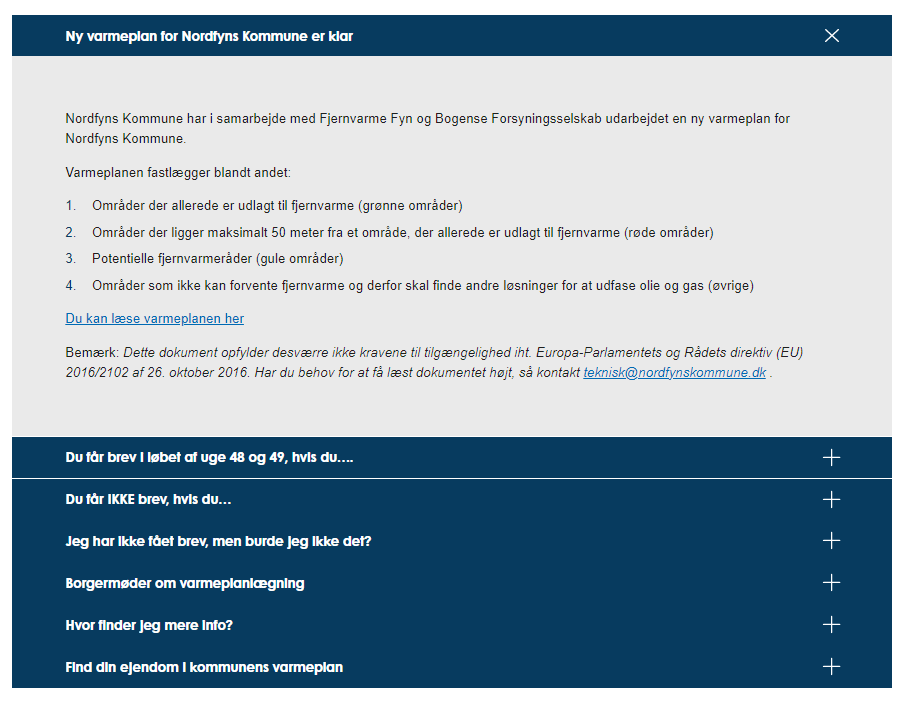 Ny varmeplan for Nordfyns Kommune er klar
Nordfyns Kommune har i samarbejde med Fjernvarme Fyn og Bogense Forsyningsselskab udarbejdet en ny varmeplan for
Nordfyns Kommune.
Varmeplanen fastlægger blandt andet:
1. Områder der allerede er udlagt til fjernvarme (grønne områder)
2. Områder der ligger maksimalt 50 meter fra et område, der allerede er udlagt til fjernvarme (røde områder)
3. Potentielle fjernvarmeråder (gule områder)
4. Områder som ikke kan forvente fjernvarme og derfor skal finde andre løsninger for at udfase olie og gas (øvrige)
Du kan læse varmeplanen her
Bemærk: Dette dokument opfylder desværre ikke kravene til tilgængelighed iht. Europa-Parlamentets og Rådets direktiv (EU)
2016/2102 af 26. oktober 2016. Har du behov for at få læst dokumentet højt, så kontakt teknisk@nordfynskommune.dk .
Du får brev i løbet af uge 48 og 49, hvis du....
Du får IKKE brev, hvis du...
Jeg har ikke fået brev, men burde jeg ikke det?
Borgermøder om varmeplanlægning
Hvor finder jeg mere info?
Find din ejendom i kommunens varmeplan